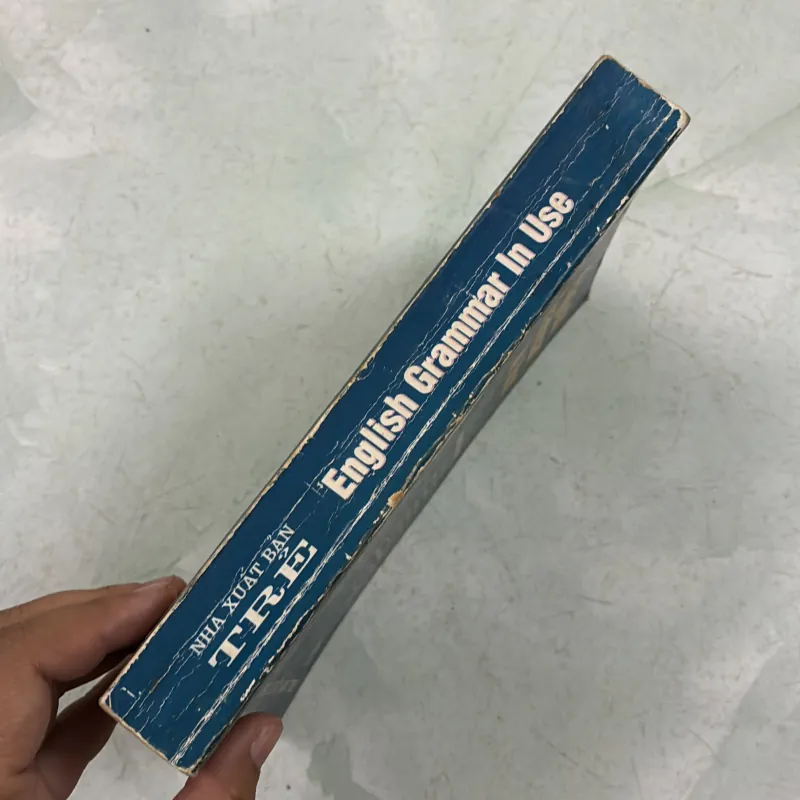 NHÀ XUẤT BẢN
TRẺ
English Grammar In Use